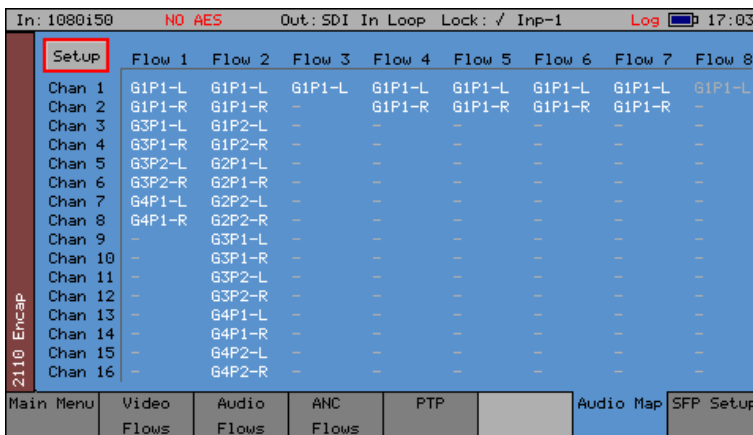 In: 1080i50 NO AES Out: SDI In Loop Lock: √ Inp-1 Log 17:03
Setup Flow 1 Flow 2 Flow 3 Flow 4 Flow 5 Flow 6 Flow 7 Flow 8
Chan 1 G1P1-L G1P1-L G1P1-L G1P1-L G1P1-L G1P1-L G1P1-L G1P1-L
Chan 2 G1P1-R G1P1-R - G1P1-R G1P1-R G1P1-R G1P1-R -
Chan 3 G3P1-L G1P2-L - - - - - -
Chan 4 G3P1-R G1P2-R - - - - - -
Chan 5 G3P2-L G2P1-L - - - - - -
Chan 6 G3P2-R G2P1-R - - - - - -
Chan 7 G4P1-L G2P2-L - - - - - -
Chan 8 G4P1-R G2P2-R - - - - - -
Chan 9 - G3P1-L - - - - - -
Chan 10 - G3P1-R - - - - - -
Chan 11 - G3P2-L - - - - - -
Chan 12 - G3P2-R - - - - - -
Chan 13 - G4P1-L - - - - - -
Chan 14 - G4P1-R - - - - - -
Chan 15 - G4P2-L - - - - - -
Chan 16 - G4P2-R - - - - - -
2110 Encap
Main Menu Video Audio ANC PTP Audio Map SFP Setup
Flows Flows Flows